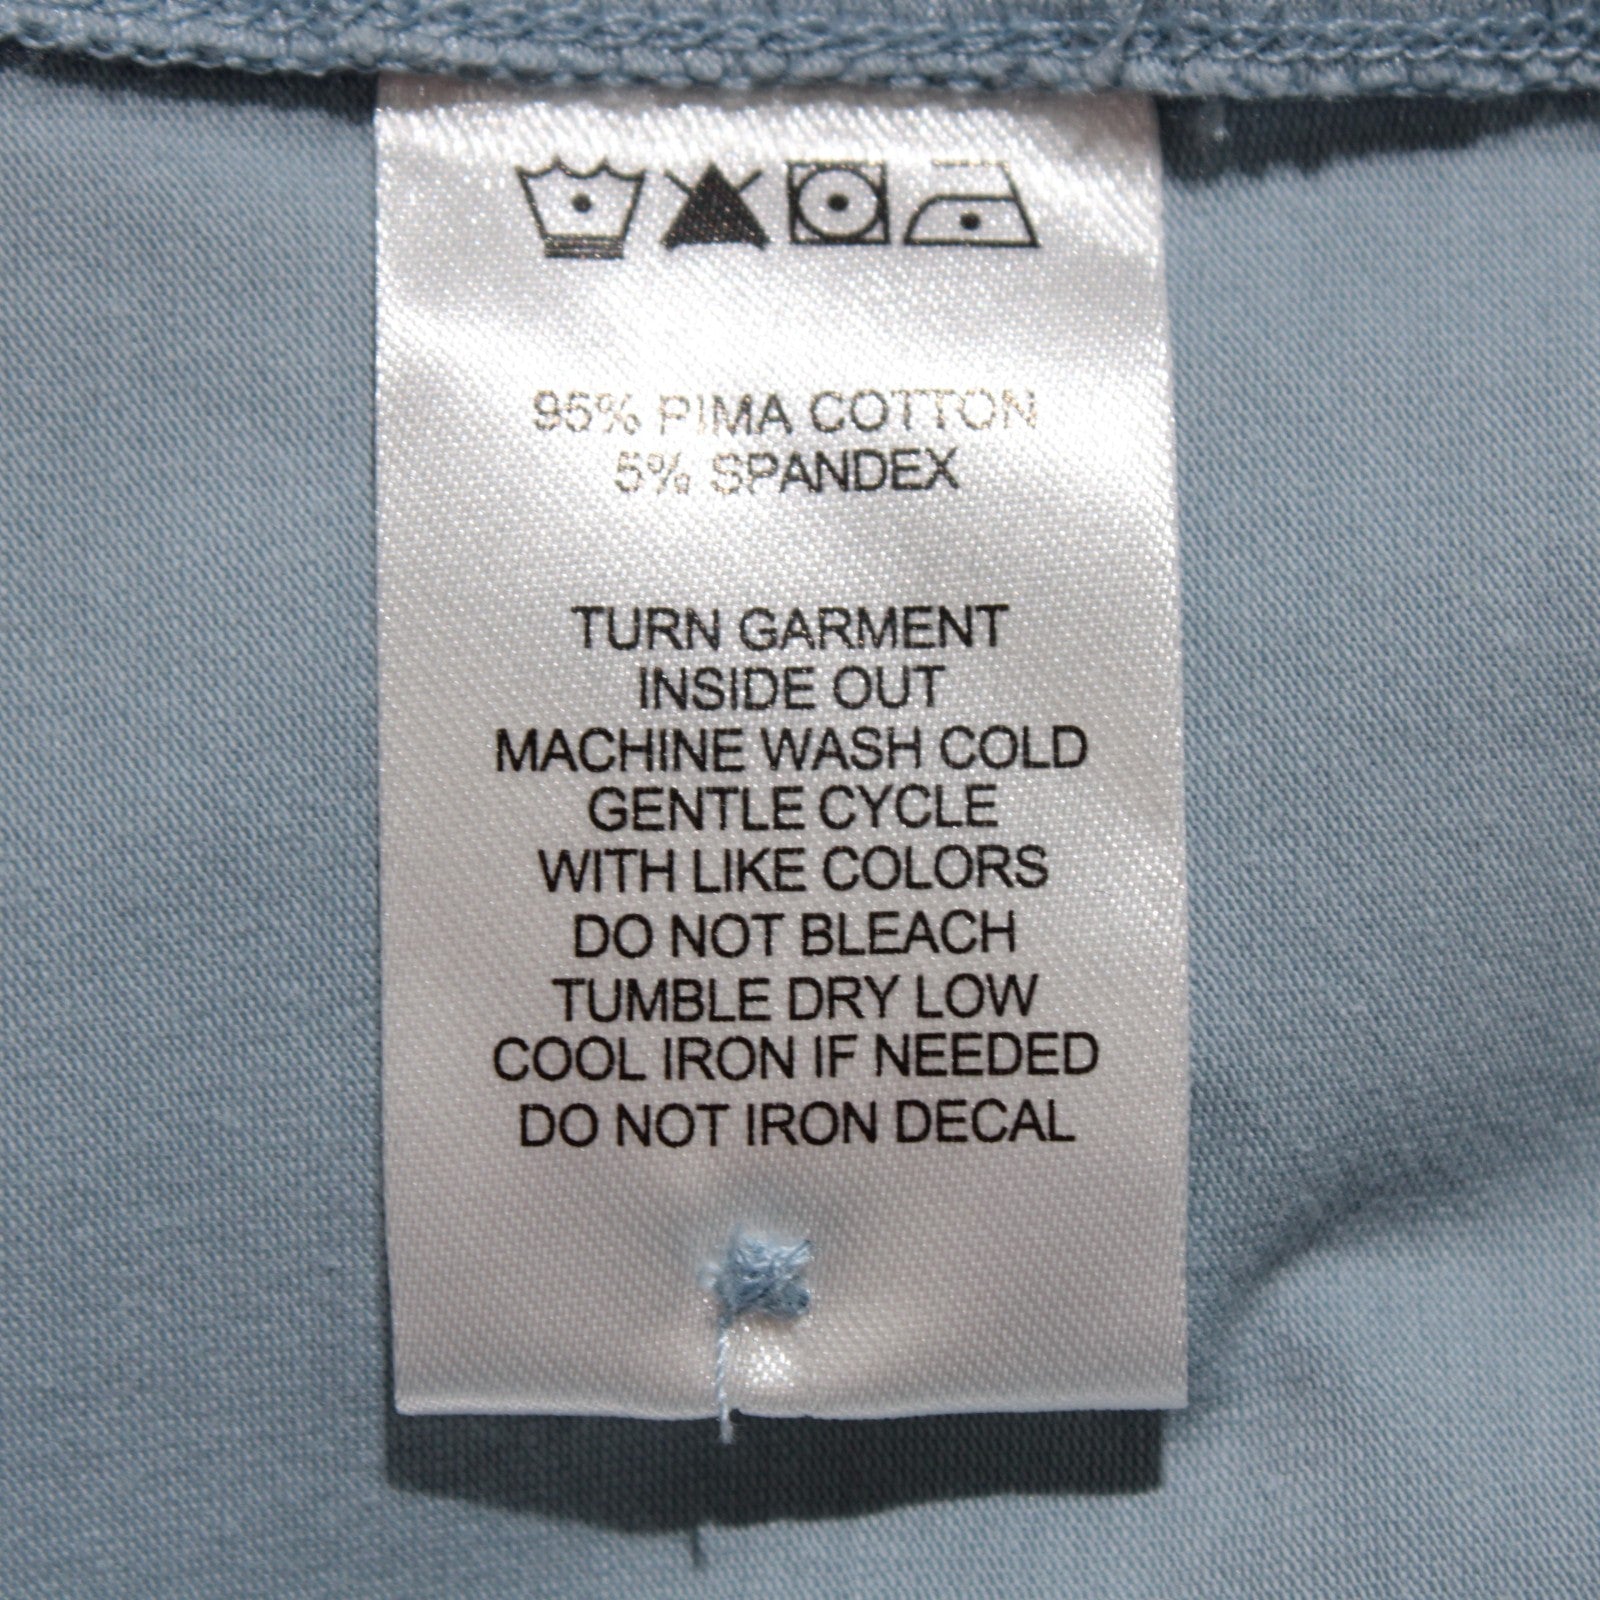 95% PIMA COTTON
5% SPANDEX
TURN GARMENT
INSIDE OUT
MACHINE WASH COLD
GENTLE CYCLE
WITH LIKE COLORS
DO NOT BLEACH
TUMBLE DRY LOW
COOL IRON IF NEEDED
DO NOT IRON DECAL